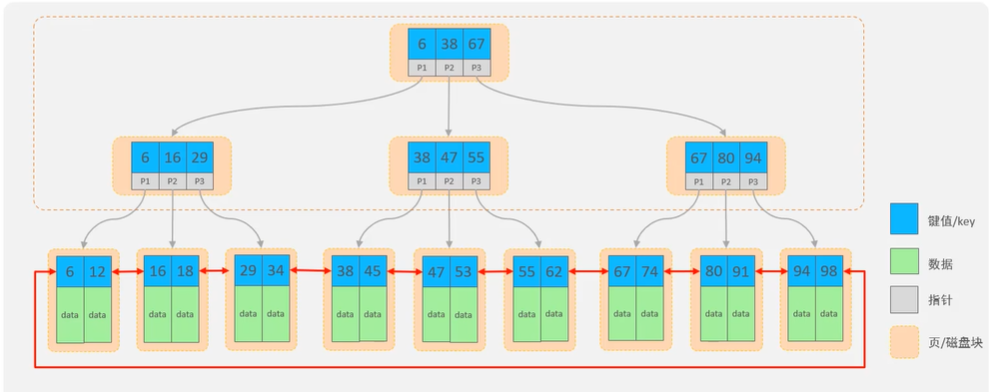 6 38 67
P1 P2 P3
6 16 29
P1 P2 P3
38 47 55
P1 P2 P3
67 80 94
P1 P2 P3
6 12
16 18
29 34
38 45
47 53
55 62
67 74
80 91
94 98
data data
data data
data data
data data
data data
data data
data data
data data
data data
键值/key
数据
指针
页/磁盘块